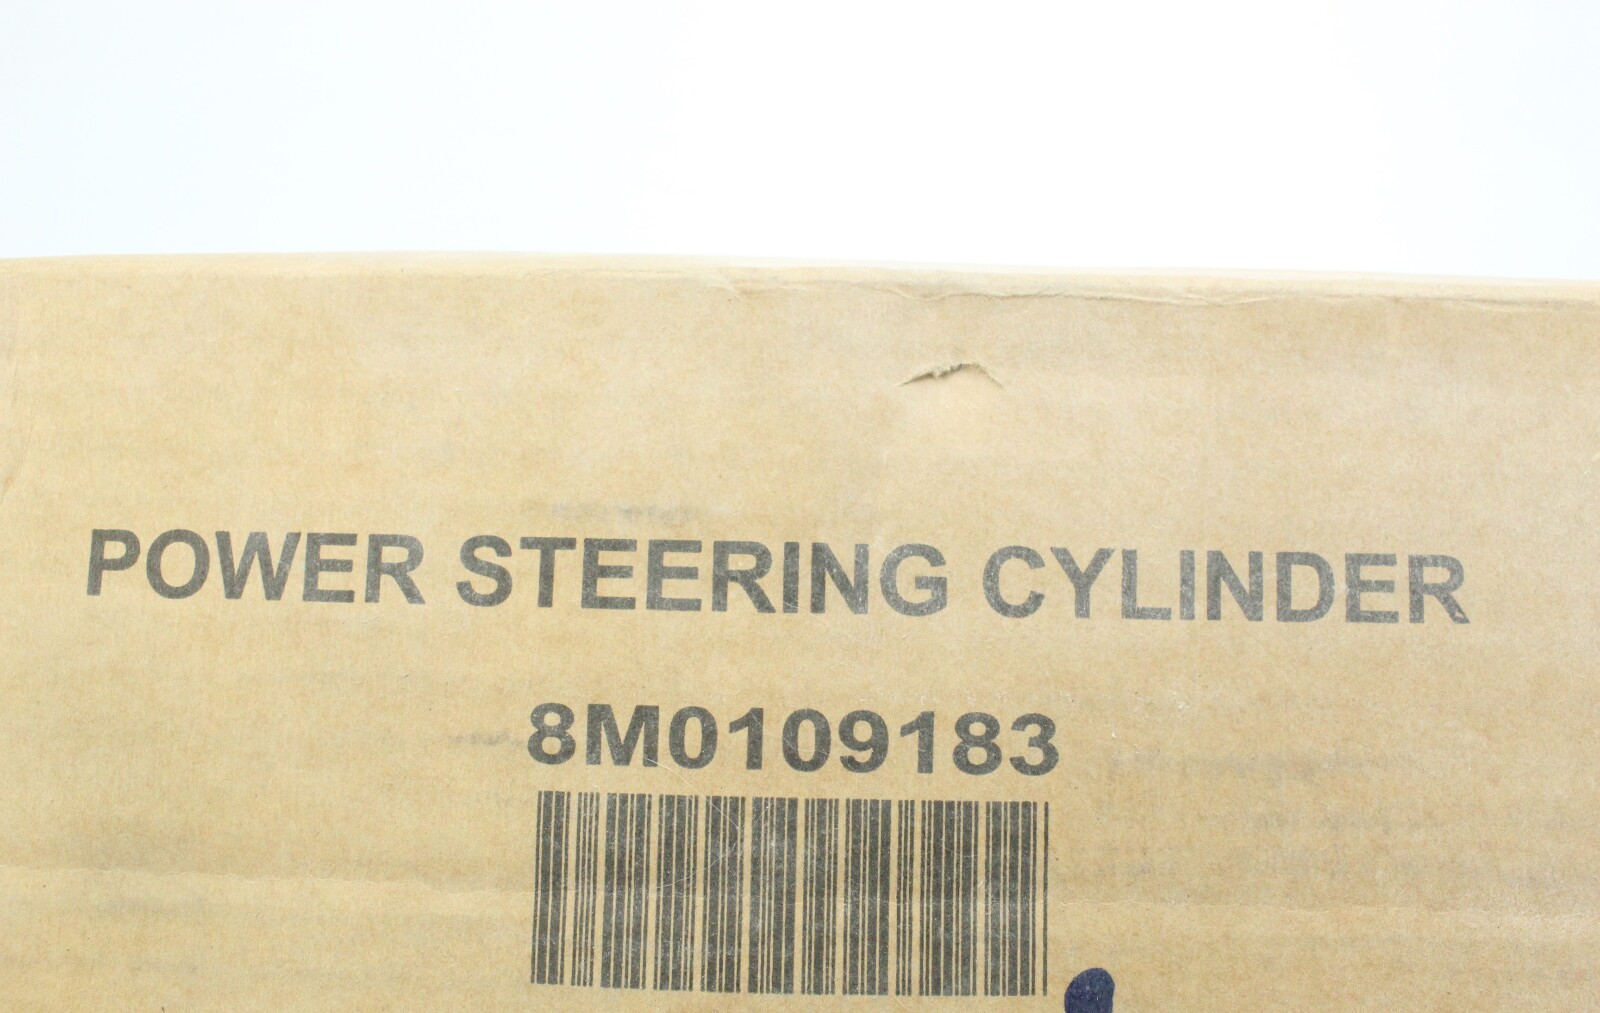 POWER STEERING CYLINDER
8M0109183